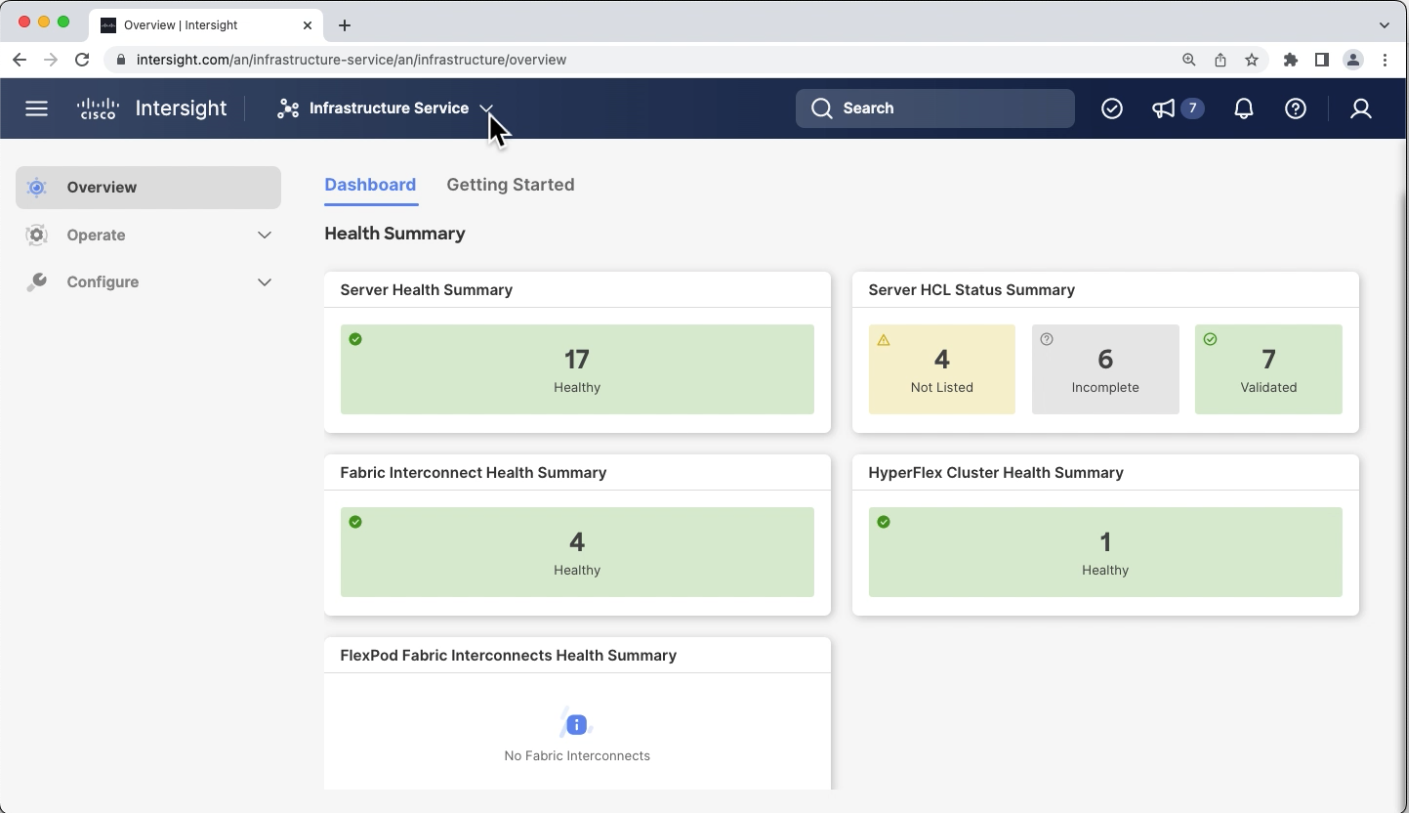 Overview | Intersight
intersight.com/an/infrastructure-service/an/infrastructure/overview
CISCO Intersight Infrastructure Service Search 7
Overview
Operate
Configure
Dashboard Getting Started
Health Summary
Server Health Summary
17
Healthy
Server HCL Status Summary
4
Not Listed
6
Incomplete
7
Validated
Fabric Interconnect Health Summary
4
Healthy
HyperFlex Cluster Health Summary
1
Healthy
FlexPod Fabric Interconnects Health Summary
No Fabric Interconnects